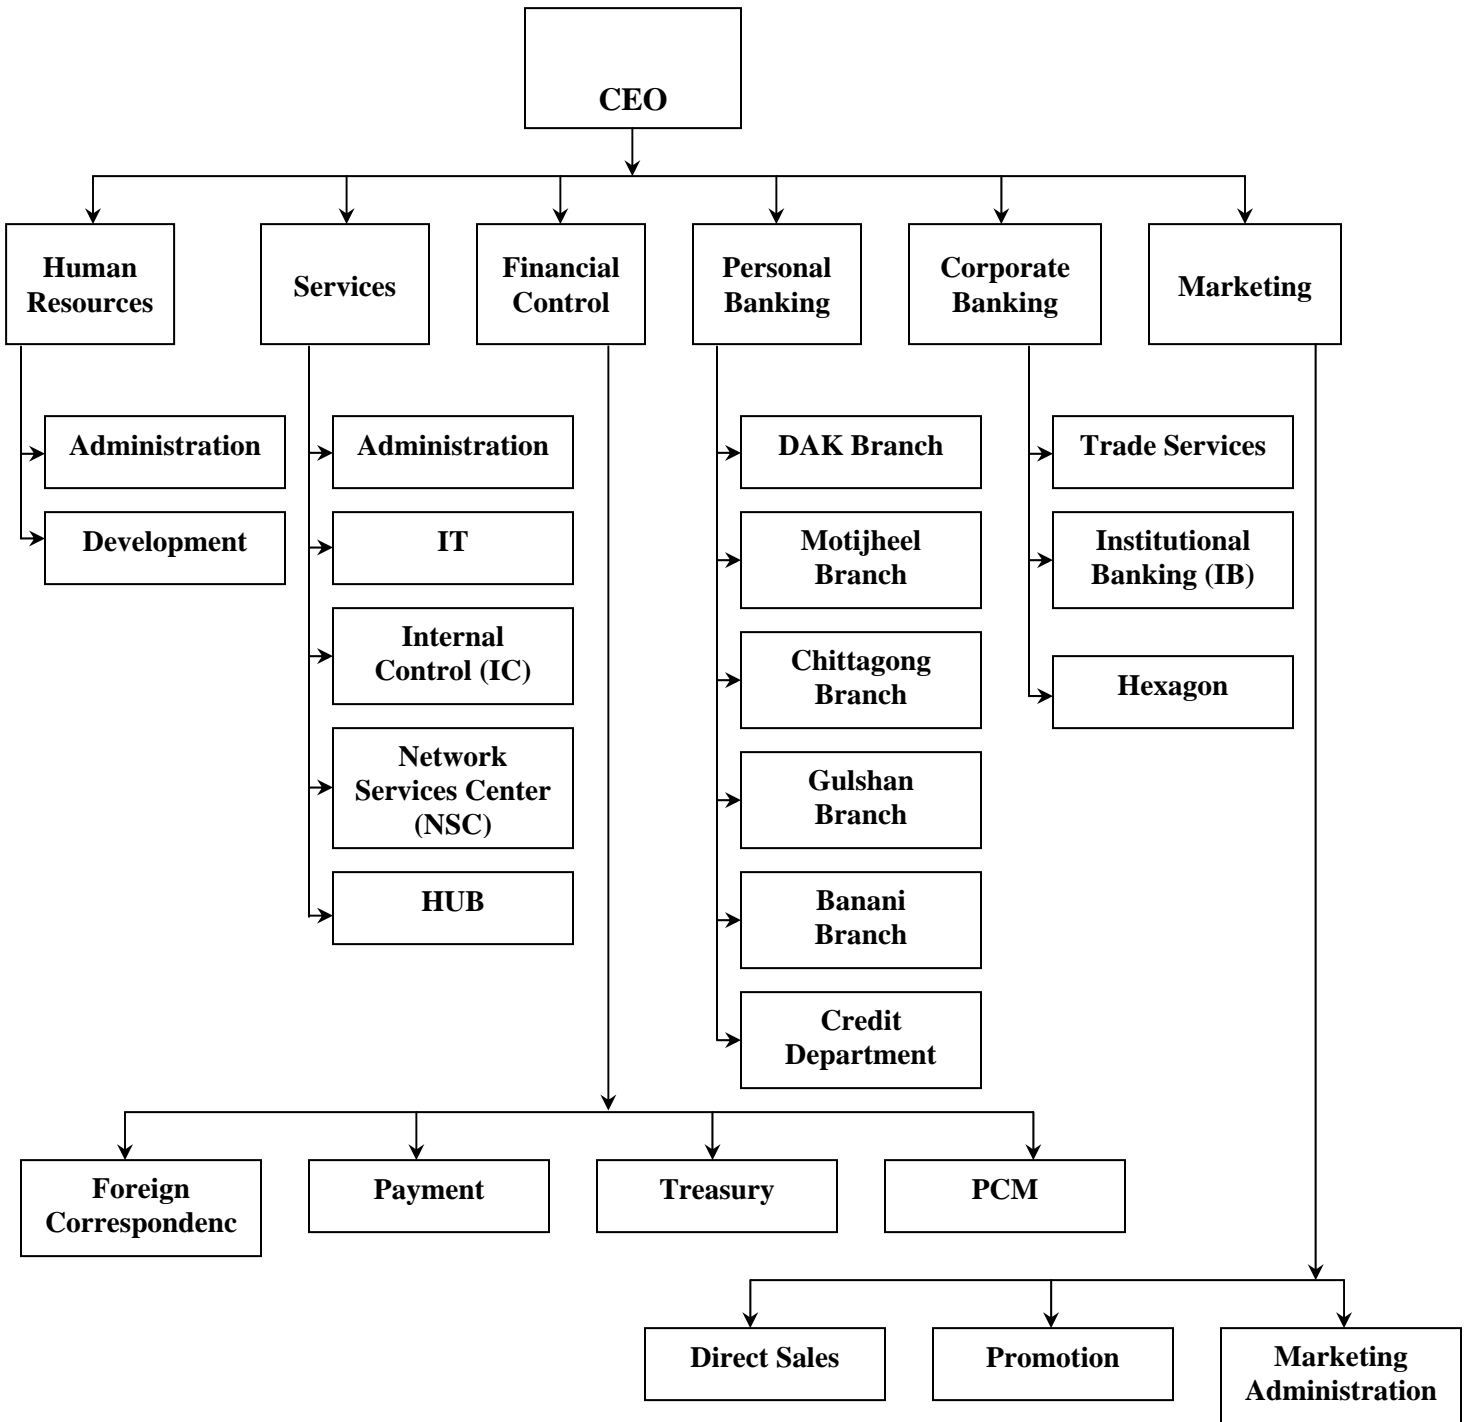 CEO
Human
Resources
Services
Financial
Control
Personal
Banking
Corporate
Banking
Marketing
Administration
Development
Administration
IT
Internal
Control (IC)
Network
Services Center
(NSC)
HUB
DAK Branch
Motijheel
Branch
Chittagong
Branch
Gulshan
Branch
Banani
Branch
Credit
Department
Trade Services
Institutional
Banking (IB)
Hexagon
Foreign
Correspondenc
Payment
Treasury
PCM
Direct Sales
Promotion
Marketing
Administration